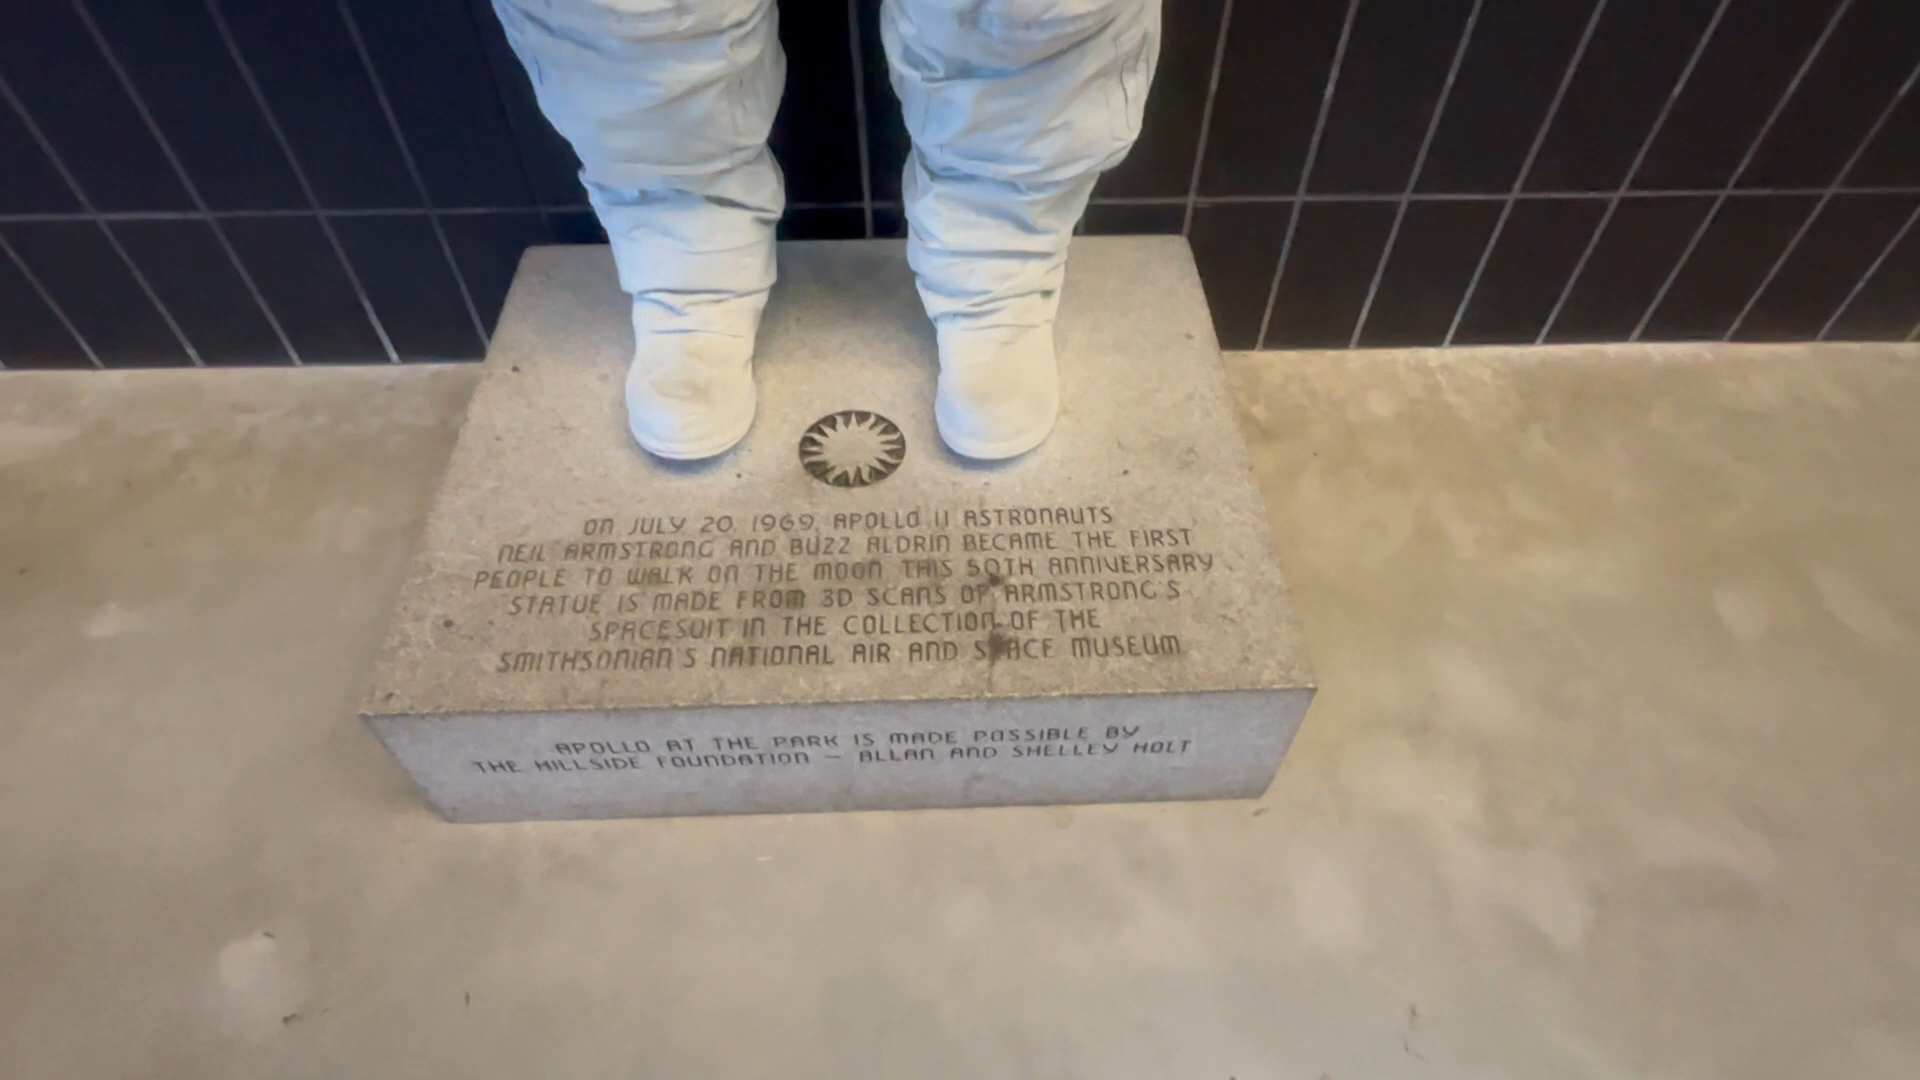 ON JULY 20, 1969, APOLLO 11 ASTRONAUTS
NEIL ARMSTRONG AND BUZZ ALDRIN BECAME THE FIRST
PEOPLE TO WALK ON THE MOON THIS 50TH ANNIVERSARY
STATUE IS MADE FROM 3D SCANS OF ARMSTRONG'S
SPACESUIT IN THE COLLECTION OF THE
SMITHSONIAN'S NATIONAL AIR AND SPACE MUSEUM
APOLLO AT THE PARK IS MADE POSSIBLE BY
THE HILLSIDE FOUNDATION – ALLAN AND SHELLEY HOLT